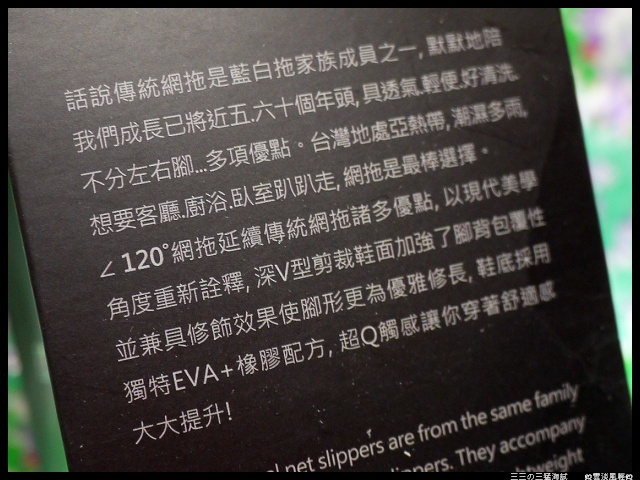 話說傳統網拖是藍白拖家族成員之一, 默默地陪
我們成長已將近五.六十個年頭, 具透氣.輕便.好清洗.
不分左右腳...多項優點。台灣地處亞熱帶, 潮濕多雨,
想要客廳.廚浴.臥室趴趴走, 網拖是最棒選擇。
∠120°網拖延續傳統網拖諸多優點, 以現代美學
角度重新詮釋, 深V型剪裁鞋面加強了腳背包覆性
並兼具修飾效果使腳形更為優雅修長, 鞋底採用
獨特EVA+橡膠配方, 超Q觸感讓你穿著舒適感
大大提升!
net slippers are from the same family
slippers. They accompany
三三の三猛海賊